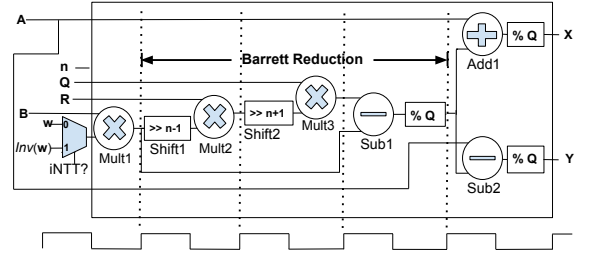 A
% Q
X
Add1
n
Barrett Reduction
Q
R
B
w
0
>> n-1
>> n+1
% Q
Inv(w)
1
Mult1
Shift1
Mult2
Shift2
Mult3
Sub1
iNTT?
% Q
Y
Sub2